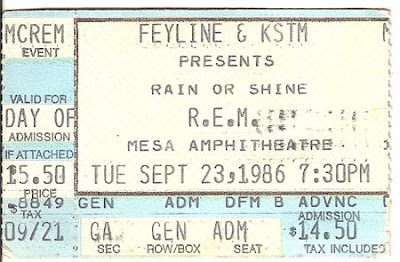 MCREM
EVENT
VALID FOR
DAY OF
ADMISSION
IF ATTACHED
15.50
PRICE
& TAX
.8849
09/21
FEYLINE & KSTM
PRESENTS
RAIN OR SHINE
R.E.M.
MESA AMPHITHEATRE
TUE SEPT 23,1986 7:30PM
GEN ADM DFM B ADVNC
ADMISSION
GA GEN ADM $14.50
SEC ROW/BOX SEAT TAX INCLUDED